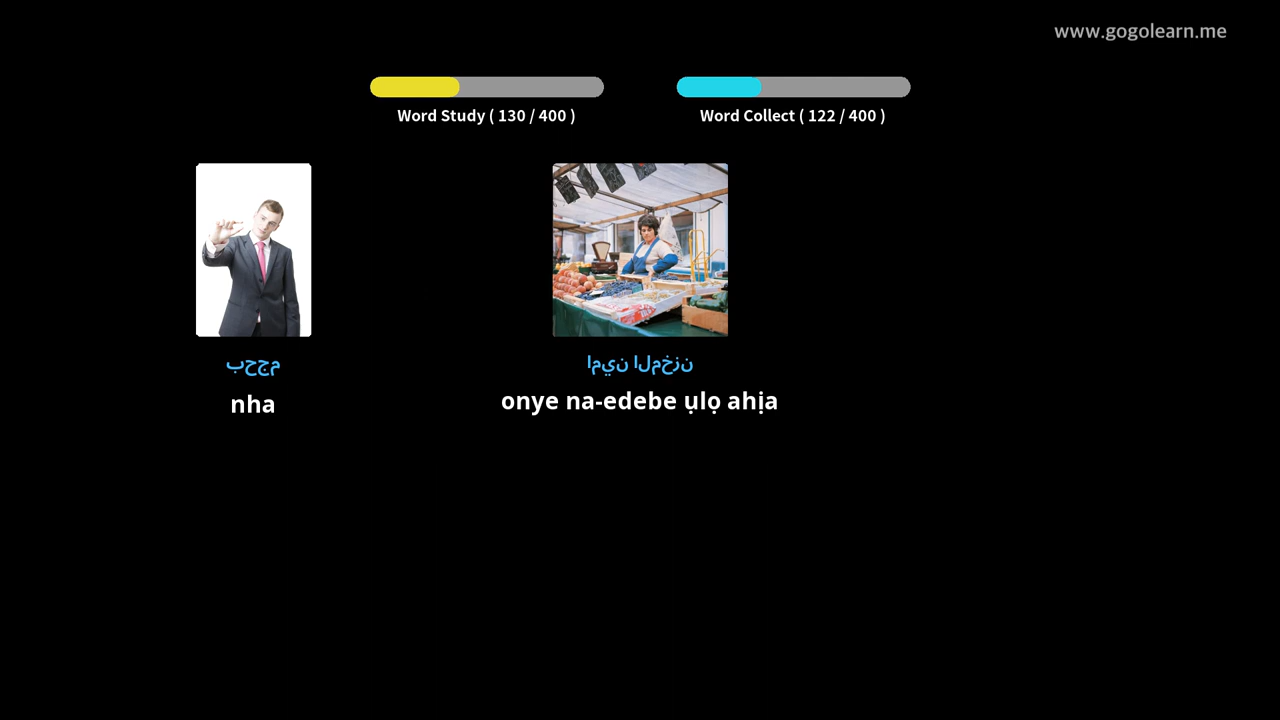 www.gogolearn.me
Word Study ( 130 / 400 )
Word Collect ( 122 / 400 )
بحجم
nha
امين المخزن
onye na-edebe ụlọ ahịa